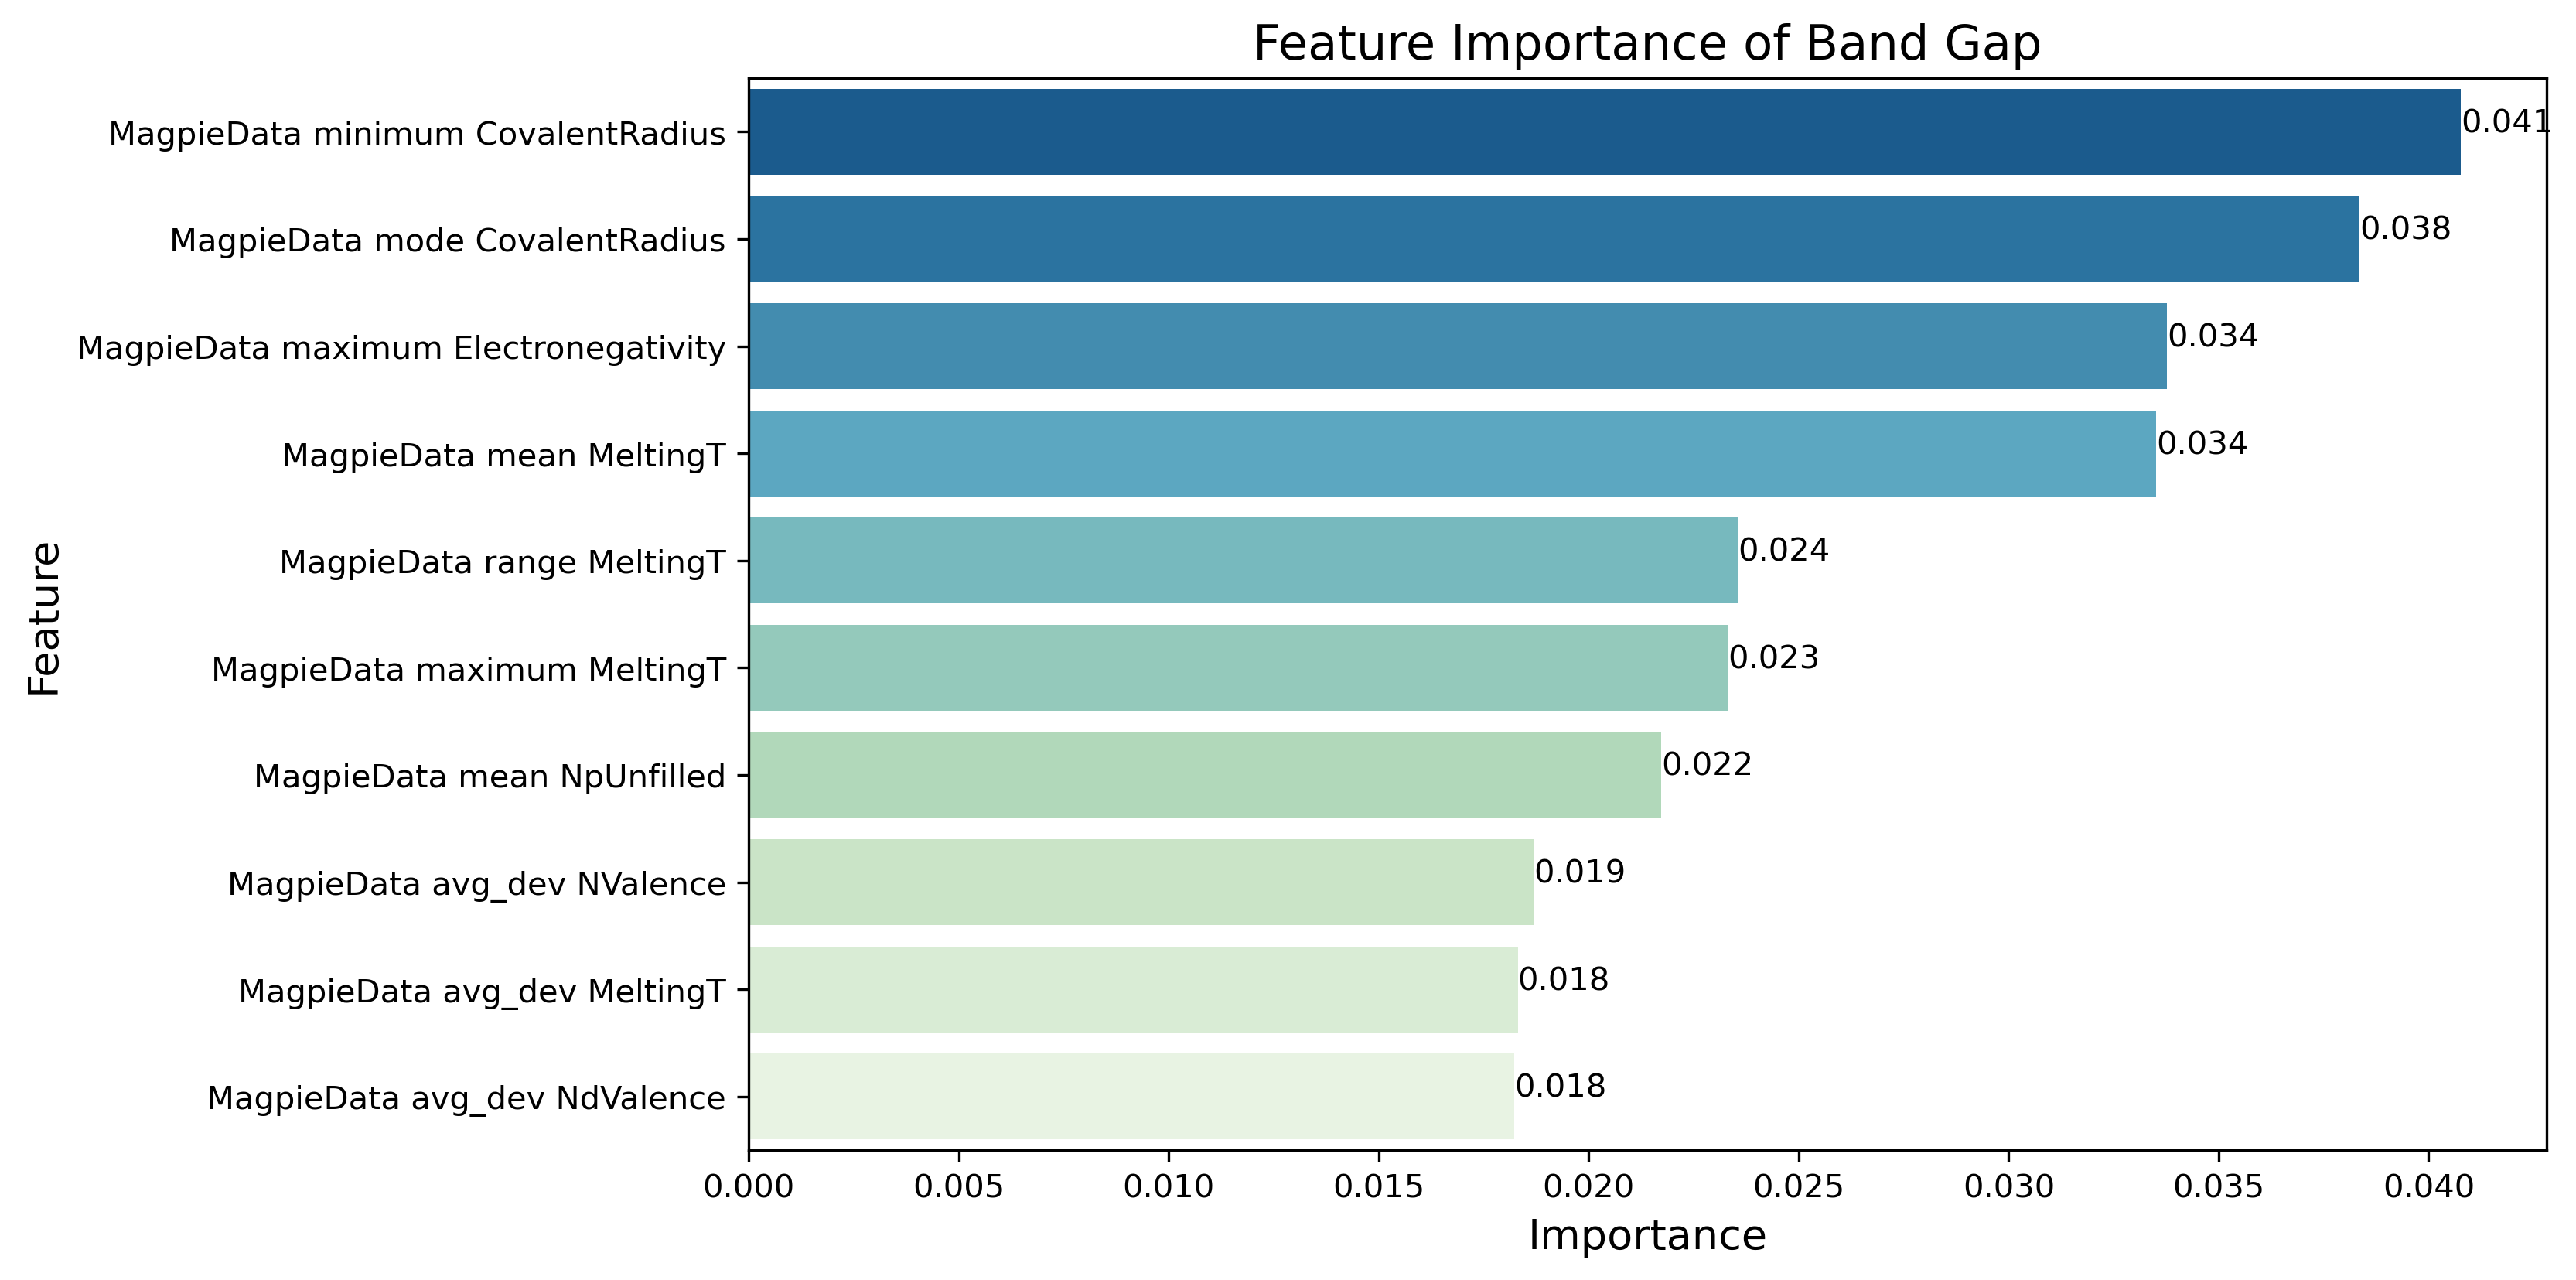 Feature Importance of Band Gap
MagpieData minimum CovalentRadius 0.041
MagpieData mode CovalentRadius 0.038
MagpieData maximum Electronegativity 0.034
MagpieData mean MeltingT 0.034
MagpieData range MeltingT 0.024
MagpieData maximum MeltingT 0.023
MagpieData mean NpUnfilled 0.022
MagpieData avg_dev NValence 0.019
MagpieData avg_dev MeltingT 0.018
MagpieData avg_dev NdValence 0.018
Feature
0.000 0.005 0.010 0.015 0.020 0.025 0.030 0.035 0.040
Importance